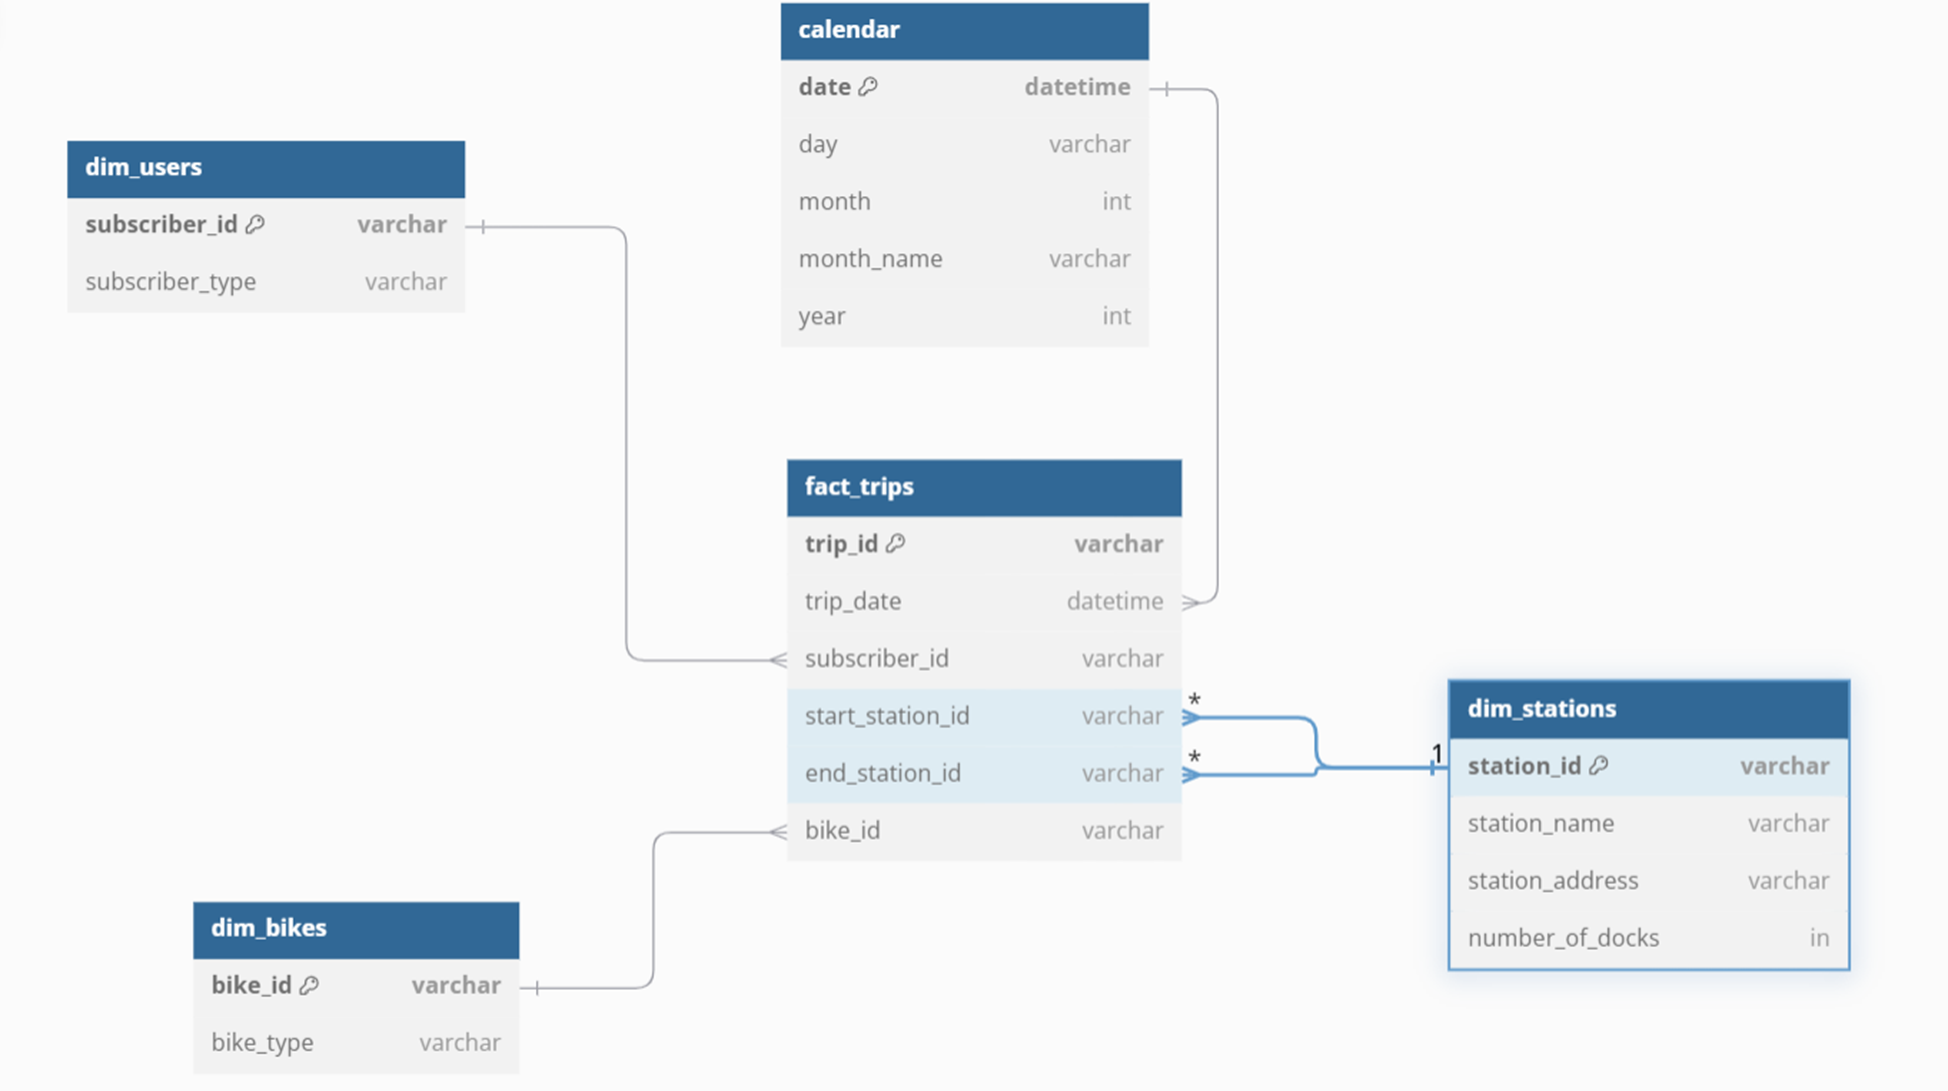 calendar
date datetime
day varchar
month int
month_name varchar
year int
dim_users
subscriber_id varchar
subscriber_type varchar
fact_trips
trip_id varchar
trip_date datetime
subscriber_id varchar
start_station_id varchar *
end_station_id varchar *
bike_id varchar
1
dim_stations
station_id varchar
station_name varchar
station_address varchar
number_of_docks in
dim_bikes
bike_id varchar
bike_type varchar